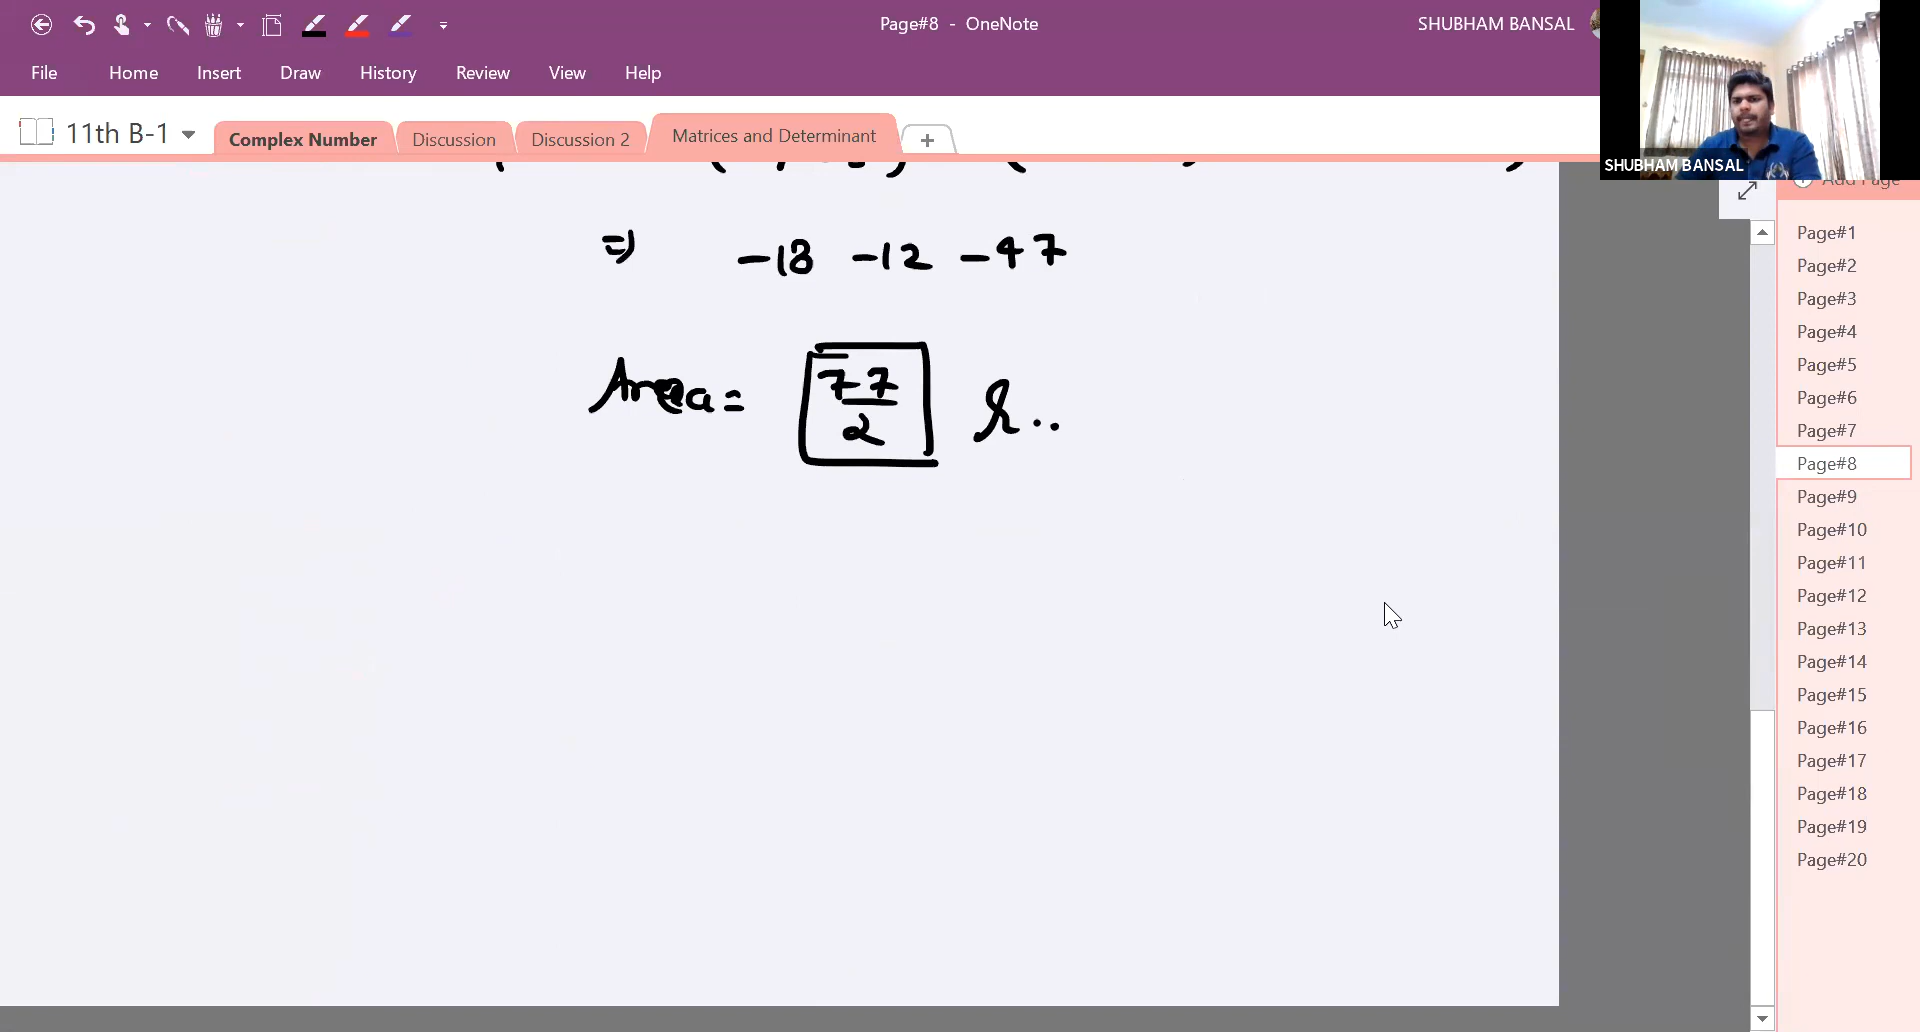 Page#8 - OneNote
SHUBHAM BANSAL
File Home Insert Draw History Review View Help
11th B-1
Complex Number
Discussion
Discussion 2
Matrices and Determinant
+
SHUBHAM BANSAL
Add Page
⇒ -18 -12 -47
Area = 77/2
Page#1
Page#2
Page#3
Page#4
Page#5
Page#6
Page#7
Page#8
Page#9
Page#10
Page#11
Page#12
Page#13
Page#14
Page#15
Page#16
Page#17
Page#18
Page#19
Page#20